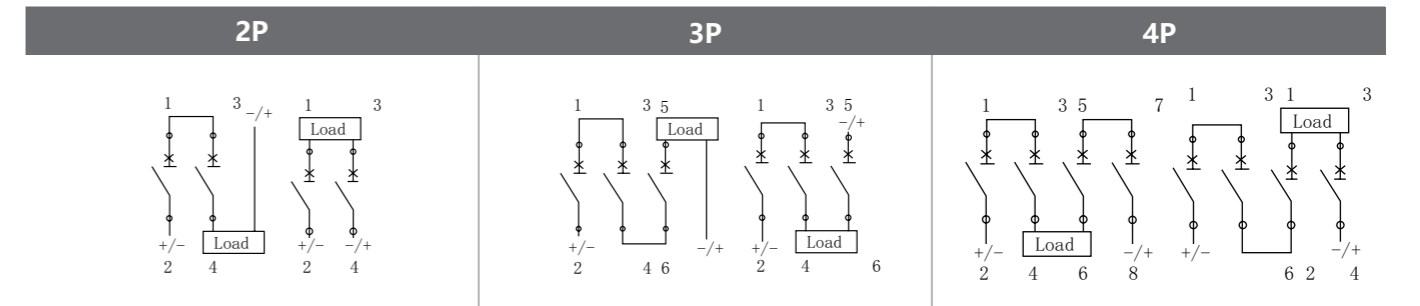 2P
3P
4P
1 3 -/+
Load
+/-
2 4
1 3
Load
+/- -/+
2 4
1 3 5
Load
+/- -/+
2 4 6
1 3 5
-/+
Load
+/-
2 4 6
1 3 5 7
Load
+/- -/+
2 4 6 8
1 3 1 3
Load
+/- -/+
6 2 4